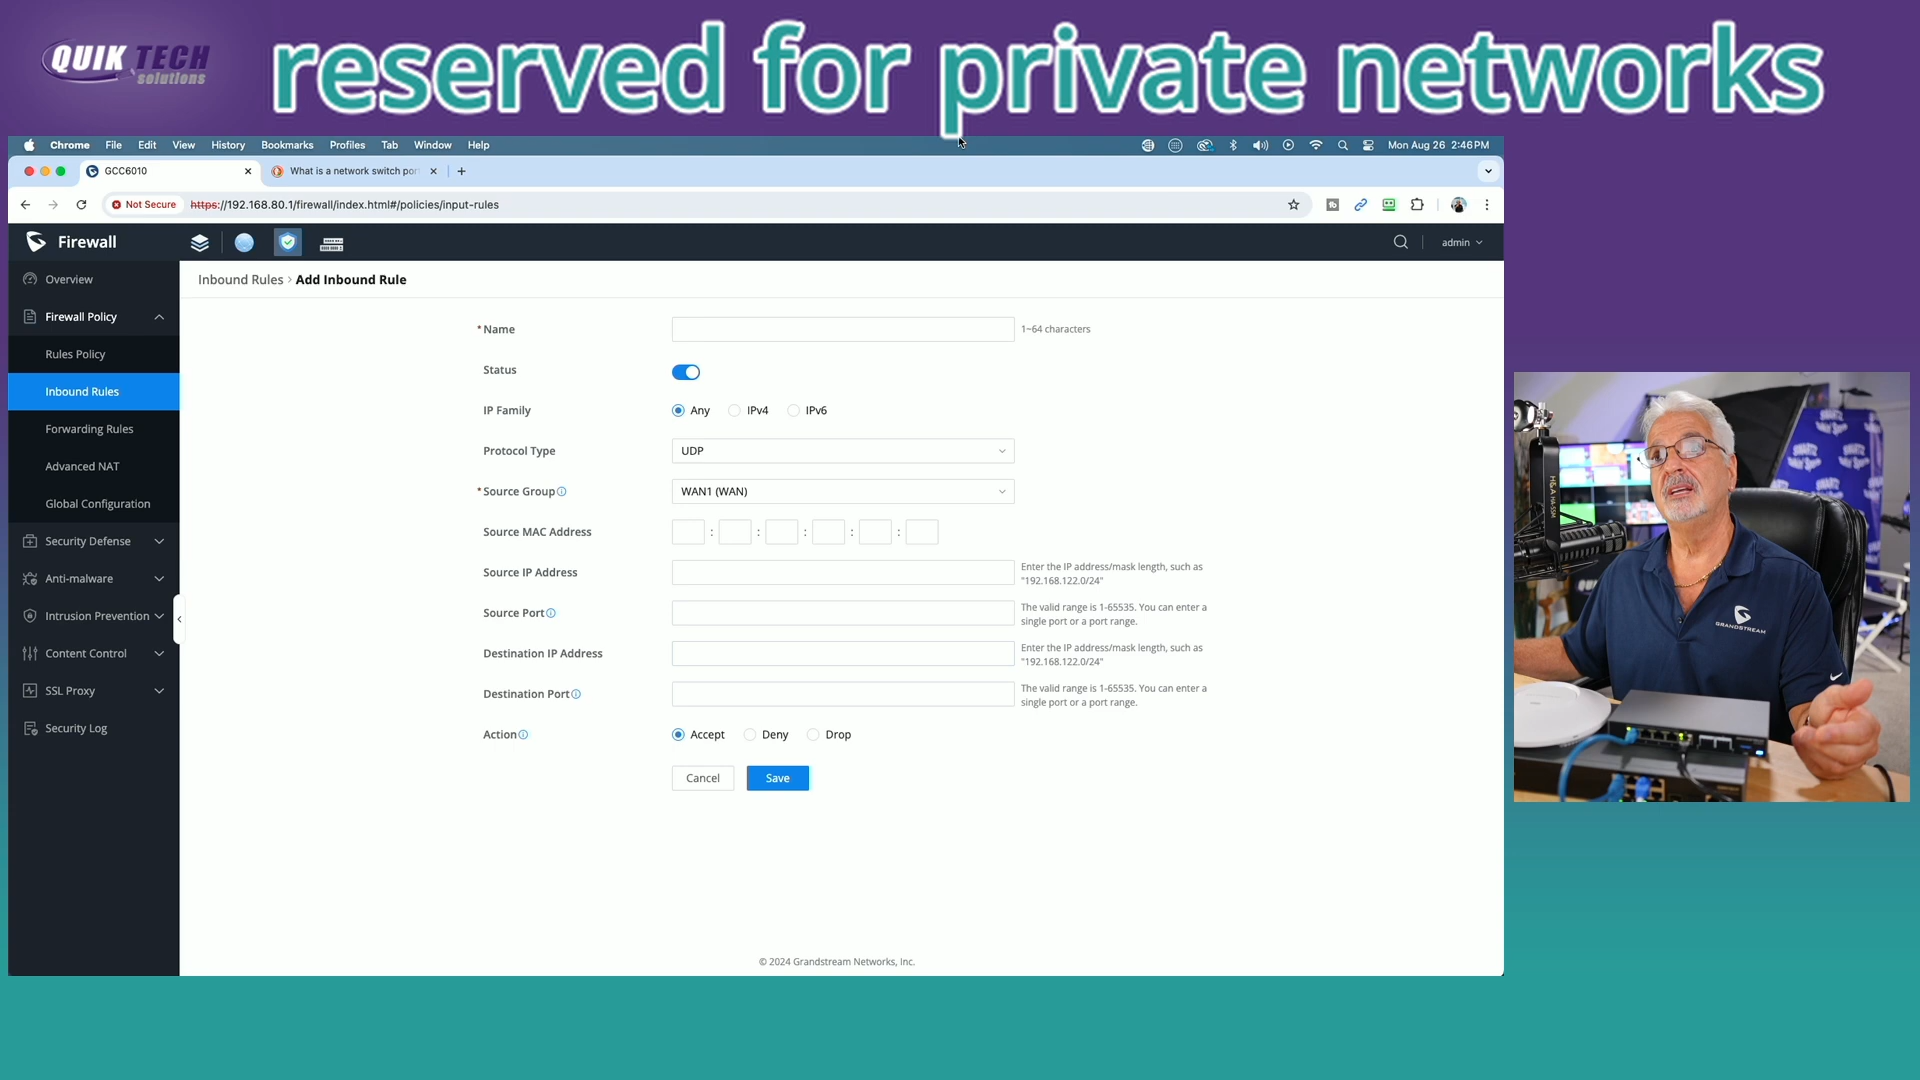 QUIK TECH
solutions
reserved for private networks
Chrome File Edit View History Bookmarks Profiles Tab Window Help
Mon Aug 26 2:46 PM
GCC6010
What is a network switch por
Not Secure https://192.168.80.1/firewall/index.html#/policies/input-rules
Firewall
admin
Overview
Firewall Policy
Rules Policy
Inbound Rules
Forwarding Rules
Advanced NAT
Global Configuration
Security Defense
Anti-malware
Intrusion Prevention
Content Control
SSL Proxy
Security Log
Inbound Rules › Add Inbound Rule
* Name
1~64 characters
Status
IP Family
Any IPv4 IPv6
Protocol Type
UDP
* Source Group
WAN1 (WAN)
Source MAC Address
: : : : :
Source IP Address
Enter the IP address/mask length, such as
"192.168.122.0/24"
Source Port
The valid range is 1-65535. You can enter a
single port or a port range.
Destination IP Address
Enter the IP address/mask length, such as
"192.168.122.0/24"
Destination Port
The valid range is 1-65535. You can enter a
single port or a port range.
Action
Accept Deny Drop
Cancel Save
© 2024 Grandstream Networks, Inc.
GRANDSTREAM